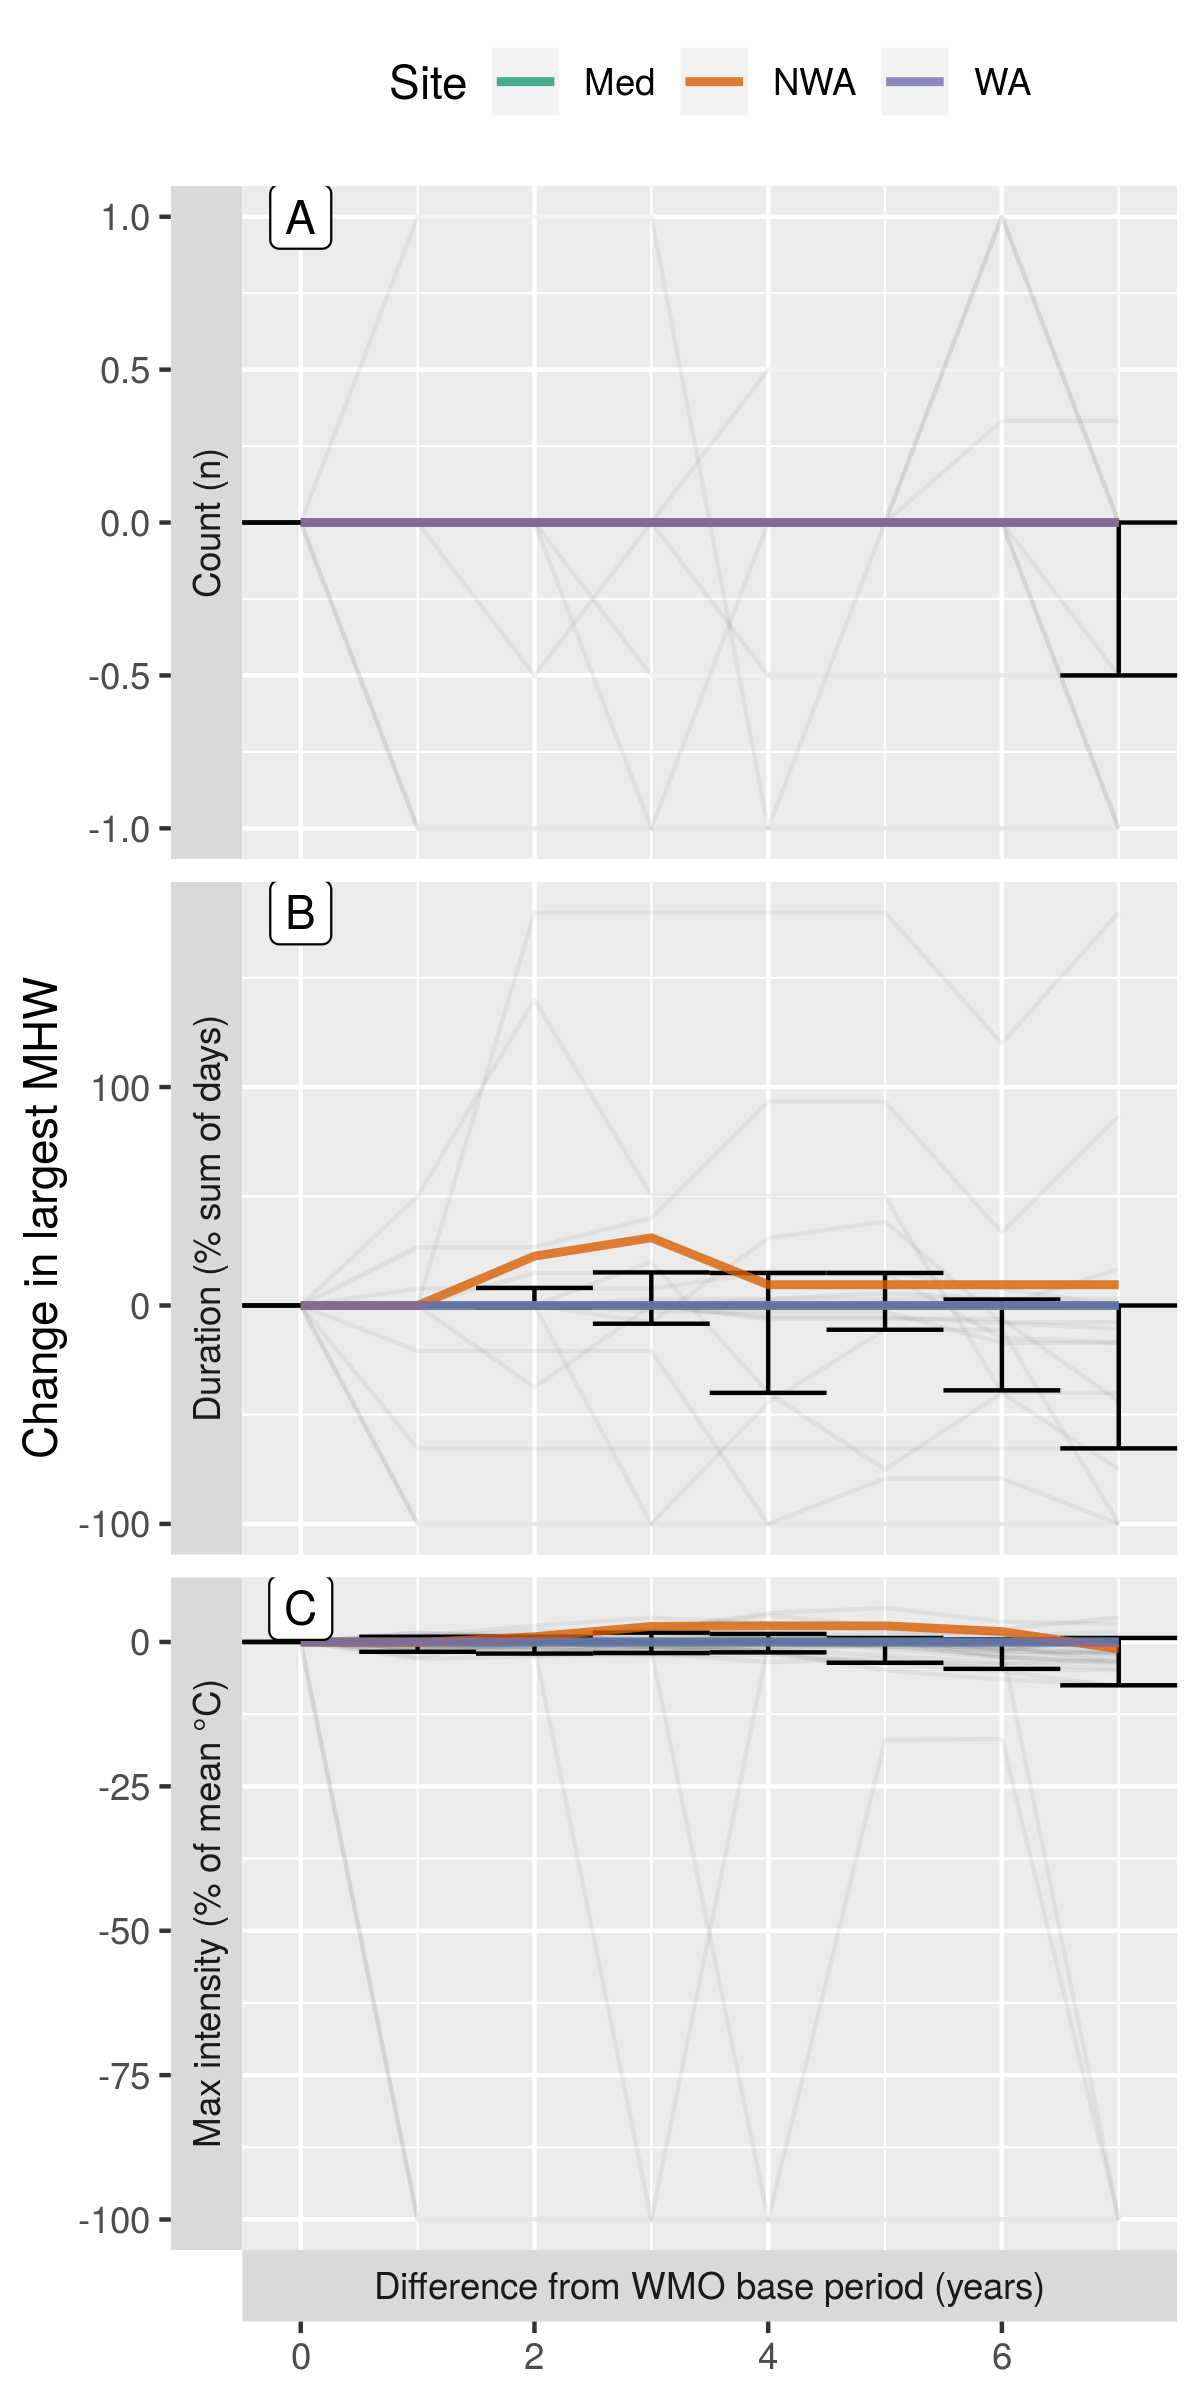 Site Med NWA WA
Change in largest MHW
A
Count (n)
1.0
0.5
0.0
-0.5
-1.0
B
Duration (% sum of days)
100
0
-100
C
Max intensity (% of mean °C)
0
-25
-50
-75
-100
Difference from WMO base period (years)
0 2 4 6